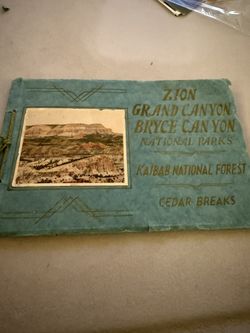 ZION
GRAND CANYON
BRYCE CANYON
NATIONAL PARKS
KAIBAB NATIONAL FOREST
CEDAR BREAKS